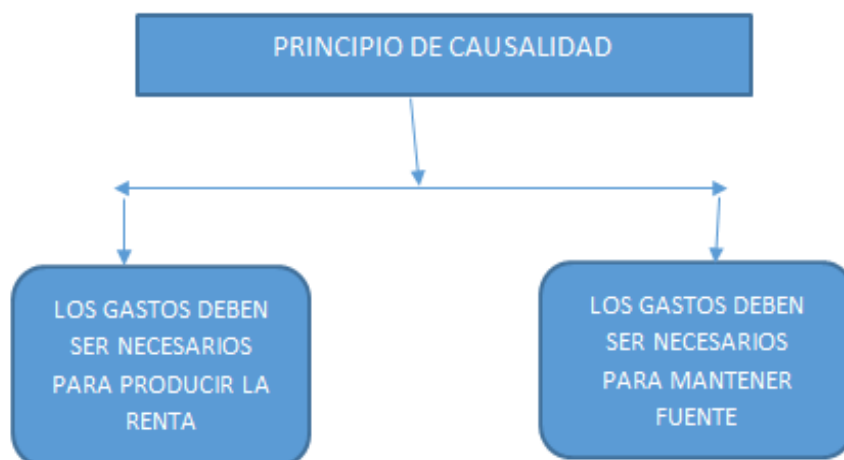 PRINCIPIO DE CAUSALIDAD
LOS GASTOS DEBEN
SER NECESARIOS
PARA PRODUCIR LA
RENTA
LOS GASTOS DEBEN
SER NECESARIOS
PARA MANTENER
FUENTE